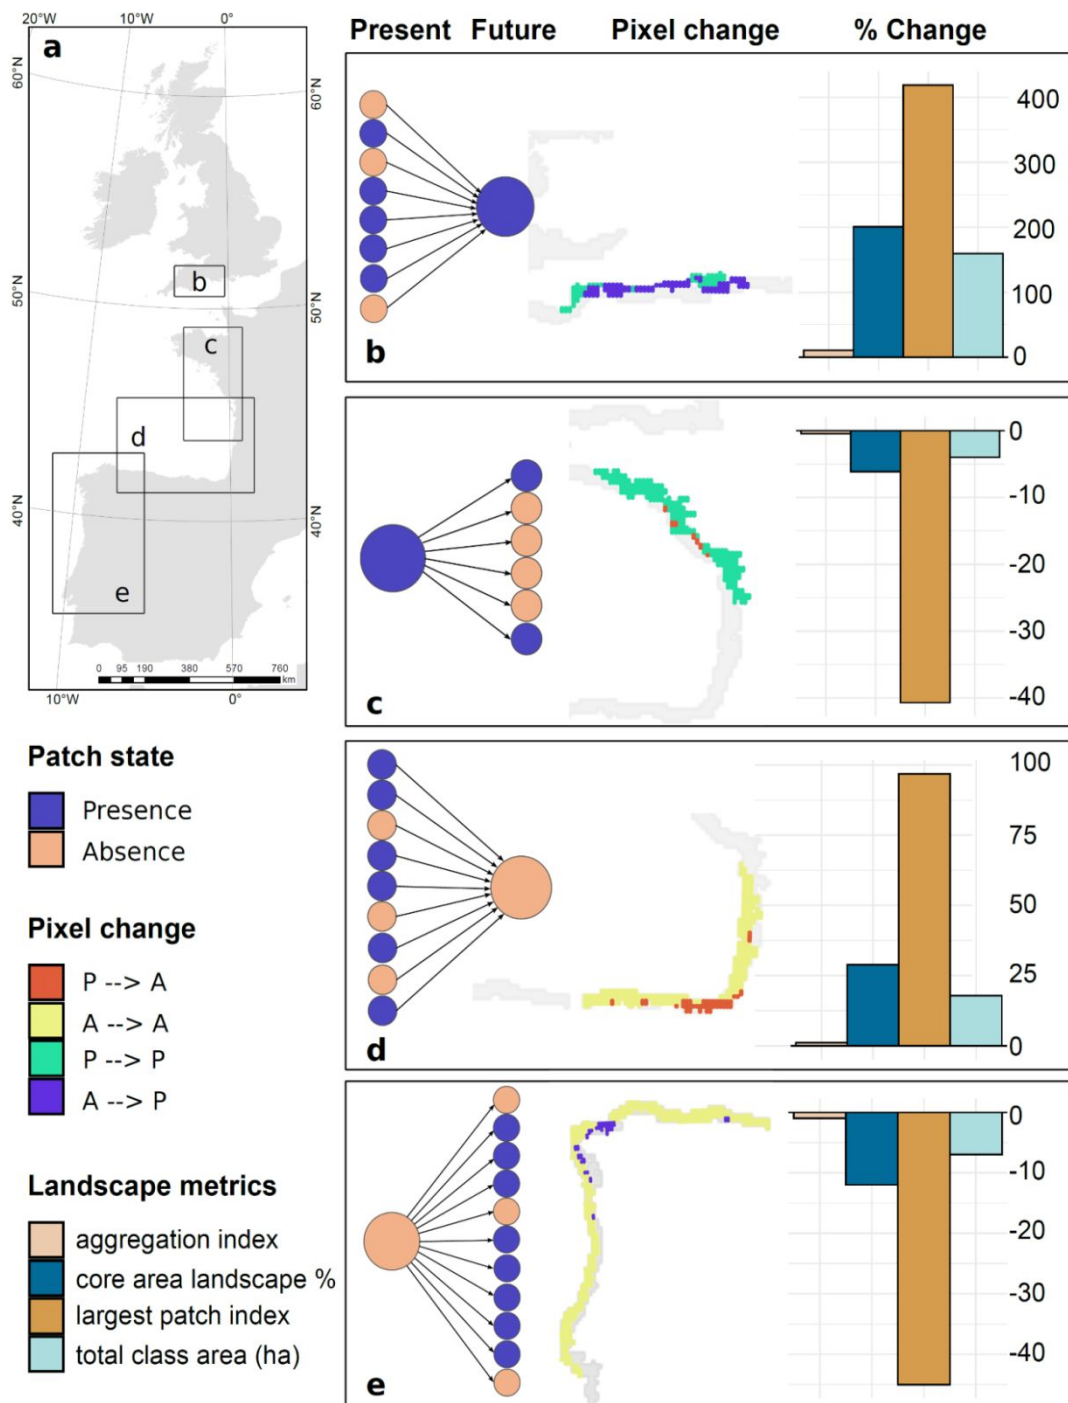 Present Future Pixel change % Change
20°W 10°W 0°
a
60°N 60°N
50°N 50°N
40°N 40°N
b
c
d
e
0 95 190 380 570 760
km
10°W 0°
400
300
200
100
0
b
0
-10
-20
-30
-40
c
100
75
50
25
0
d
0
-10
-20
-30
-40
e
Patch state
Presence
Absence
Pixel change
P --> A
A --> A
P --> P
A --> P
Landscape metrics
aggregation index
core area landscape %
largest patch index
total class area (ha)